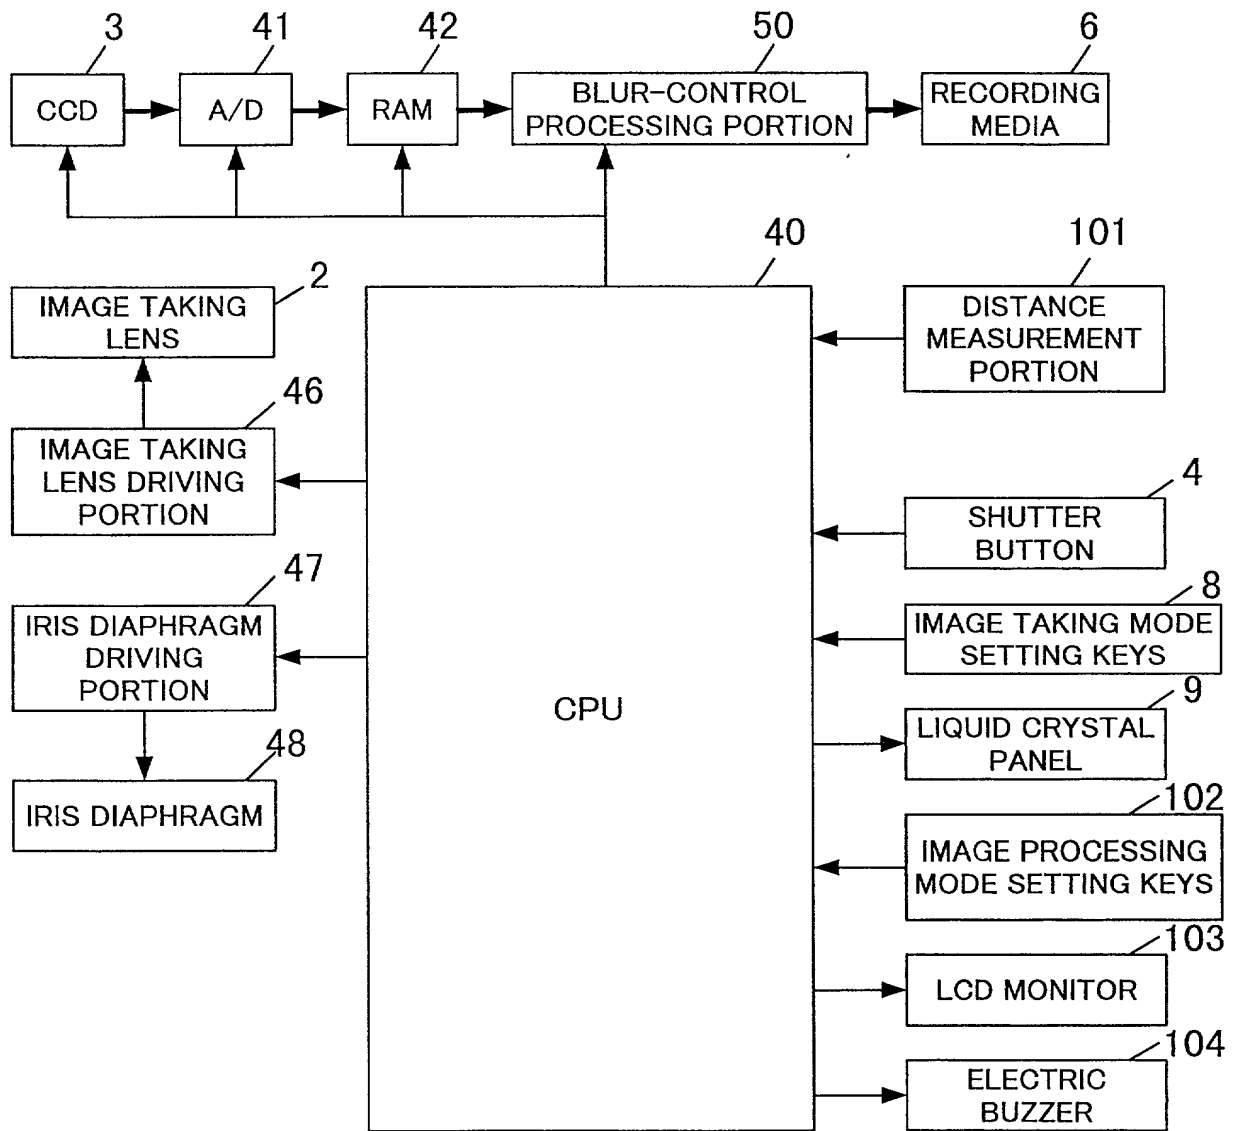 3
41
42
50
6
CCD
A/D
RAM
BLUR-CONTROL
PROCESSING PORTION
RECORDING
MEDIA
40
101
2
IMAGE TAKING
LENS
DISTANCE
MEASUREMENT
PORTION
46
IMAGE TAKING
LENS DRIVING
PORTION
4
SHUTTER
BUTTON
47
IRIS DIAPHRAGM
DRIVING
PORTION
8
IMAGE TAKING MODE
SETTING KEYS
CPU
9
LIQUID CRYSTAL
PANEL
48
IRIS DIAPHRAGM
102
IMAGE PROCESSING
MODE SETTING KEYS
103
LCD MONITOR
104
ELECTRIC
BUZZER